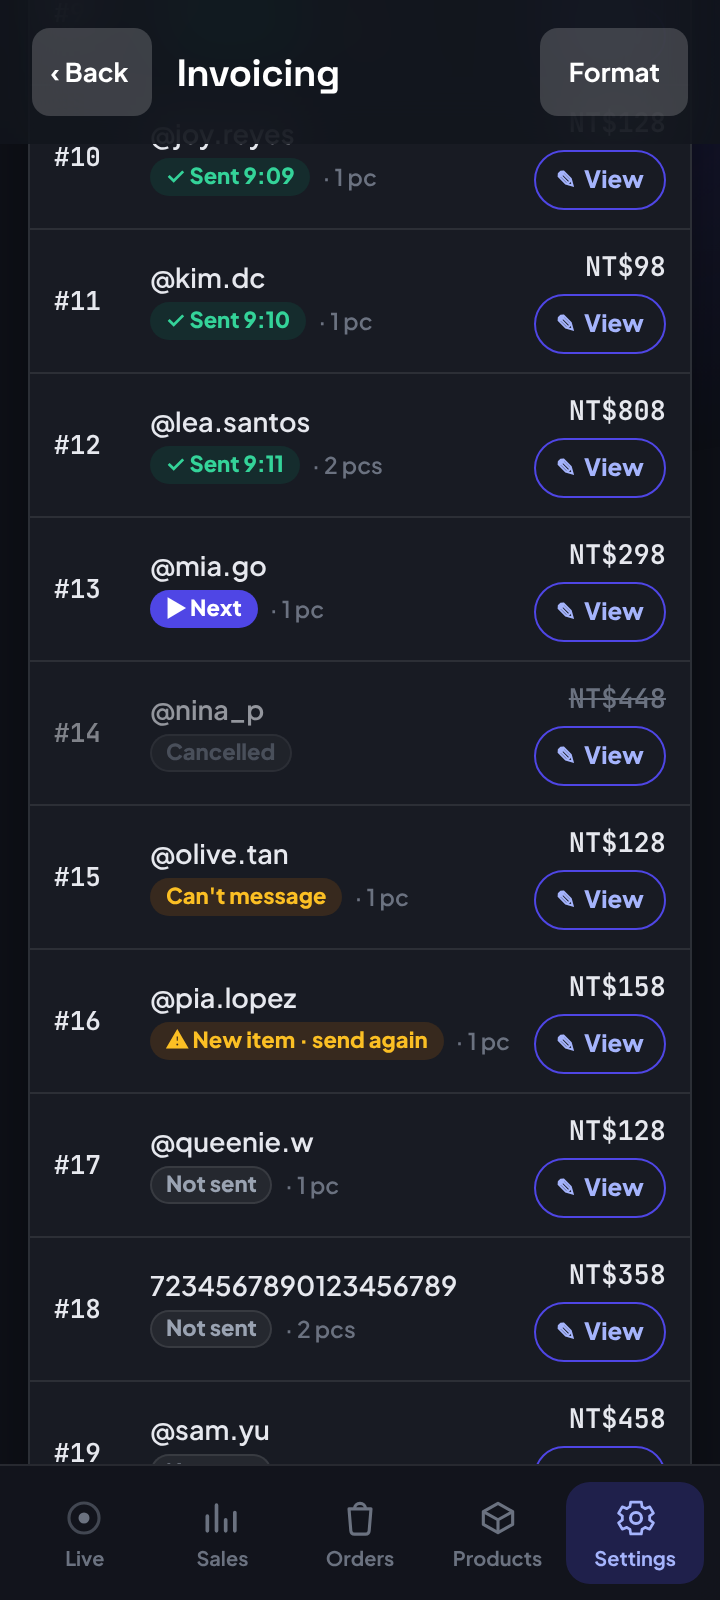 ‹ Back
Invoicing
Format
#10
@joy.reyes
NT$128
✓ Sent 9:09 · 1 pc
✎ View
#11
@kim.dc
NT$98
✓ Sent 9:10 · 1 pc
✎ View
#12
@lea.santos
NT$808
✓ Sent 9:11 · 2 pcs
✎ View
#13
@mia.go
NT$298
▶ Next · 1 pc
✎ View
#14
@nina_p
NT$448
Cancelled
✎ View
#15
@olive.tan
NT$128
Can't message · 1 pc
✎ View
#16
@pia.lopez
NT$158
⚠ New item · send again · 1 pc
✎ View
#17
@queenie.w
NT$128
Not sent · 1 pc
✎ View
#18
7234567890123456789
NT$358
Not sent · 2 pcs
✎ View
#19
@sam.yu
NT$458
Live
Sales
Orders
Products
Settings